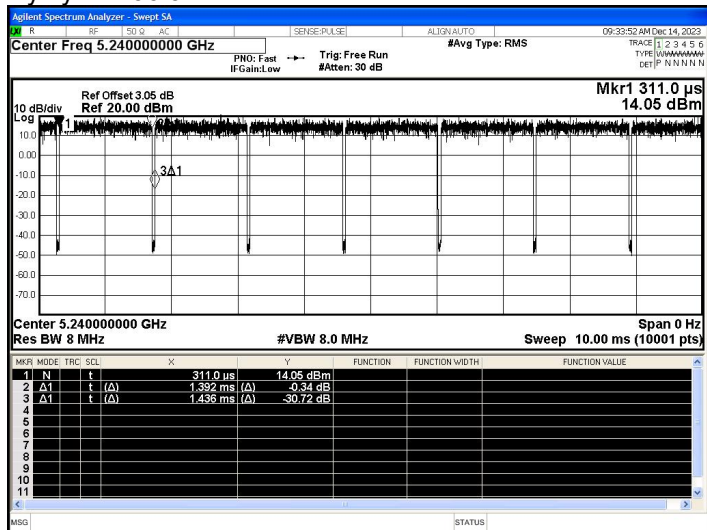 Agilent Spectrum Analyzer - Swept SA
R RF 50 Ω AC SENSE:PULSE ALIGN AUTO 09:33:52 AM Dec 14, 2023
Center Freq 5.240000000 GHz #Avg Type: RMS TRACE 1 2 3 4 5 6
PNO: Fast Trig: Free Run TYPE
IFGain:Low #Atten: 30 dB DET P N N N N N
Ref Offset 3.05 dB Mkr1 311.0 µs
10 dB/div Ref 20.00 dBm 14.05 dBm
Log
1
10.0
0.00
3Δ1
-10.0
-20.0
-30.0
-40.0
-50.0
-60.0
-70.0
Center 5.240000000 GHz Span 0 Hz
Res BW 8 MHz #VBW 8.0 MHz Sweep 10.00 ms (10001 pts)
MKR MODE TRC SCL X Y FUNCTION FUNCTION WIDTH FUNCTION VALUE
1 N t 311.0 µs 14.05 dBm
2 Δ1 t (Δ) 1.392 ms (Δ) -0.34 dB
3 Δ1 t (Δ) 1.436 ms (Δ) -30.72 dB
4
5
6
7
8
9
10
11
MSG STATUS